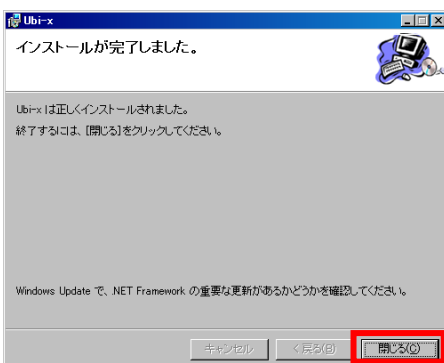 Ubi-x
インストールが完了しました。
Ubi-x は正しくインストールされました。
終了するには、[閉じる]をクリックしてください。
Windows Update で、.NET Framework の重要な更新があるかどうかを確認してください。
キャンセル
< 戻る(B)
閉じる(C)